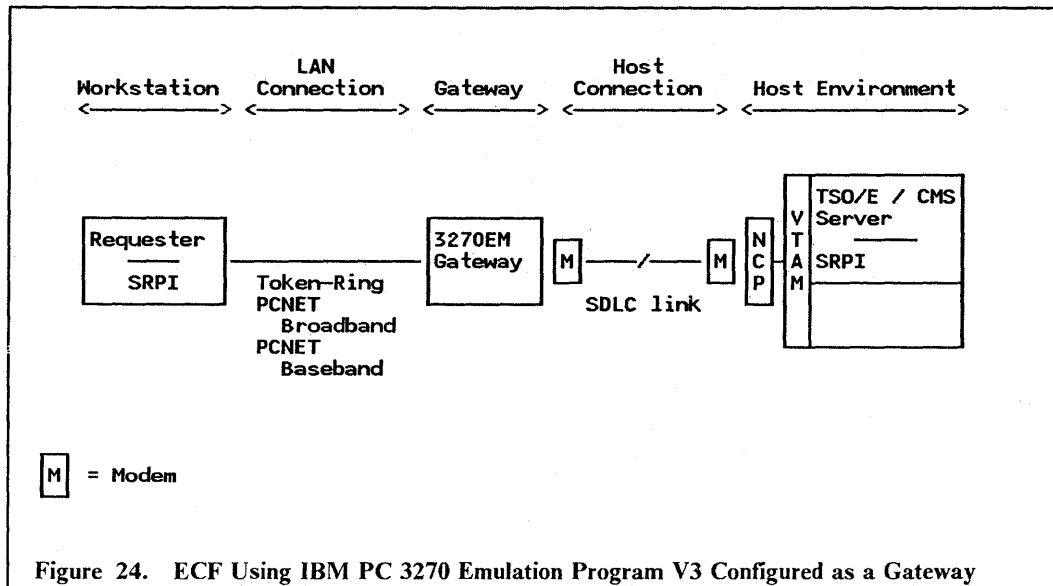 LAN Host
Workstation Connection Gateway Connection Host Environment
TSO/E / CMS
V Server
Requester 3270EM N T
SRPI Gateway M M C A SRPI
Token-Ring P M
PCNET SDLC link
Broadband
PCNET
Baseband
M = Modem
Figure 24. ECF Using IBM PC 3270 Emulation Program V3 Configured as a Gateway